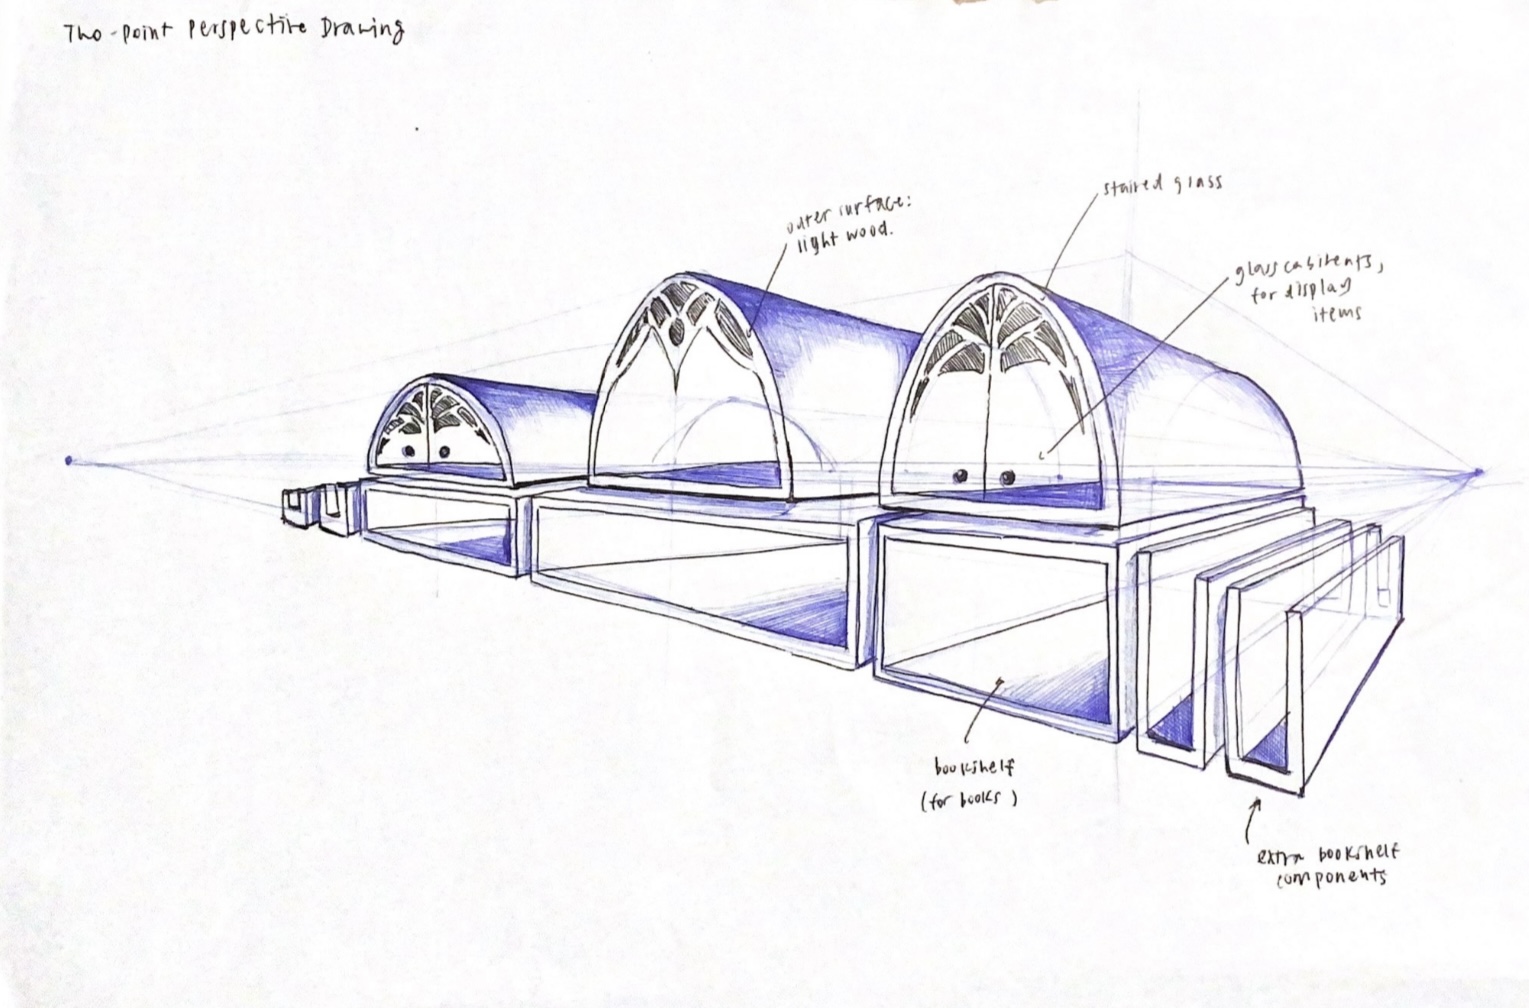 Two-point Perspective Drawing
stained glass
outer surface:
light wood.
glass cabinents,
for display
items
bookshelf
(for books)
extra bookshelf
components